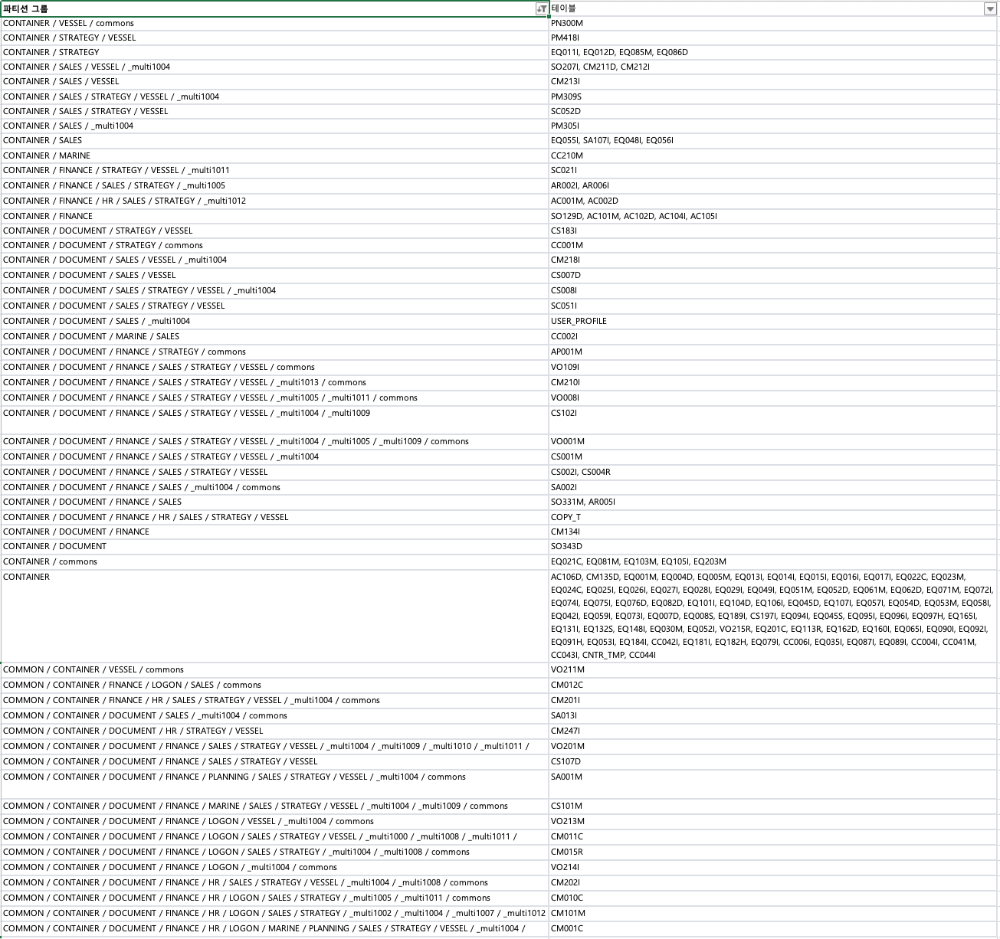 파티션 그룹 테이블
CONTAINER / VESSEL / commons PN300M
CONTAINER / STRATEGY / VESSEL PM418I
CONTAINER / STRATEGY EQ011I, EQ012D, EQ085M, EQ086D
CONTAINER / SALES / VESSEL / _multi1004 SO207I, CM211D, CM212I
CONTAINER / SALES / VESSEL CM213I
CONTAINER / SALES / STRATEGY / VESSEL / _multi1004 PM309S
CONTAINER / SALES / STRATEGY / VESSEL SC052D
CONTAINER / SALES / _multi1004 PM305I
CONTAINER / SALES EQ055I, SA107I, EQ048I, EQ056I
CONTAINER / MARINE CC210M
CONTAINER / FINANCE / STRATEGY / VESSEL / _multi1011 SC021I
CONTAINER / FINANCE / SALES / STRATEGY / _multi1005 AR002I, AR006I
CONTAINER / FINANCE / HR / SALES / STRATEGY / _multi1012 AC001M, AC002D
CONTAINER / FINANCE SO129D, AC101M, AC102D, AC104I, AC105I
CONTAINER / DOCUMENT / STRATEGY / VESSEL CS183I
CONTAINER / DOCUMENT / STRATEGY / commons CC001M
CONTAINER / DOCUMENT / SALES / VESSEL / _multi1004 CM218I
CONTAINER / DOCUMENT / SALES / VESSEL CS007D
CONTAINER / DOCUMENT / SALES / STRATEGY / VESSEL / _multi1004 CS008I
CONTAINER / DOCUMENT / SALES / STRATEGY / VESSEL SC051I
CONTAINER / DOCUMENT / SALES / _multi1004 USER_PROFILE
CONTAINER / DOCUMENT / MARINE / SALES CC002I
CONTAINER / DOCUMENT / FINANCE / STRATEGY / commons AP001M
CONTAINER / DOCUMENT / FINANCE / SALES / STRATEGY / VESSEL / commons VO109I
CONTAINER / DOCUMENT / FINANCE / SALES / STRATEGY / VESSEL / _multi1013 / commons CM210I
CONTAINER / DOCUMENT / FINANCE / SALES / STRATEGY / VESSEL / _multi1005 / _multi1011 / commons VO008I
CONTAINER / DOCUMENT / FINANCE / SALES / STRATEGY / VESSEL / _multi1004 / _multi1009 CS102I
CONTAINER / DOCUMENT / FINANCE / SALES / STRATEGY / VESSEL / _multi1004 / _multi1005 / _multi1009 / commons VO001M
CONTAINER / DOCUMENT / FINANCE / SALES / STRATEGY / VESSEL / _multi1004 CS001M
CONTAINER / DOCUMENT / FINANCE / SALES / STRATEGY / VESSEL CS002I, CS004R
CONTAINER / DOCUMENT / FINANCE / SALES / _multi1004 / commons SA002I
CONTAINER / DOCUMENT / FINANCE / SALES SO331M, AR005I
CONTAINER / DOCUMENT / FINANCE / HR / SALES / STRATEGY / VESSEL COPY_T
CONTAINER / DOCUMENT / FINANCE CM134I
CONTAINER / DOCUMENT SO343D
CONTAINER / commons EQ021C, EQ081M, EQ103M, EQ105I, EQ203M
CONTAINER AC106D, CM135D, EQ001M, EQ004D, EQ005M, EQ013I, EQ014I, EQ015I, EQ016I, EQ017I, EQ022C, EQ023M,
EQ024C, EQ025I, EQ026I, EQ027I, EQ028I, EQ029I, EQ049I, EQ051M, EQ052D, EQ061M, EQ062D, EQ071M, EQ072I,
EQ074I, EQ075I, EQ076D, EQ082D, EQ101I, EQ104D, EQ106I, EQ045D, EQ107I, EQ057I, EQ054D, EQ053M, EQ058I,
EQ042I, EQ059I, EQ073I, EQ007D, EQ008S, EQ189I, CS197I, EQ094I, EQ045S, EQ095I, EQ096I, EQ097H, EQ165I,
EQ131I, EQ132S, EQ148I, EQ030M, EQ052I, VO215R, EQ201C, EQ113R, EQ162D, EQ160I, EQ065I, EQ090I, EQ092I,
EQ091H, EQ053I, EQ184I, CC042I, EQ181I, EQ182H, EQ079I, CC006I, EQ035I, EQ087I, EQ089I, CC004I, CC041M,
CC043I, CNTR_TMP, CC044I
COMMON / CONTAINER / VESSEL / commons VO211M
COMMON / CONTAINER / FINANCE / LOGON / SALES / commons CM012C
COMMON / CONTAINER / FINANCE / HR / SALES / STRATEGY / VESSEL / _multi1004 / commons CM201I
COMMON / CONTAINER / DOCUMENT / SALES / _multi1004 / commons SA013I
COMMON / CONTAINER / DOCUMENT / HR / STRATEGY / VESSEL CM247I
COMMON / CONTAINER / DOCUMENT / FINANCE / SALES / STRATEGY / VESSEL / _multi1004 / _multi1009 / _multi1010 / _multi1011 / VO201M
COMMON / CONTAINER / DOCUMENT / FINANCE / SALES / STRATEGY / VESSEL CS107D
COMMON / CONTAINER / DOCUMENT / FINANCE / PLANNING / SALES / STRATEGY / VESSEL / _multi1004 / commons SA001M
COMMON / CONTAINER / DOCUMENT / FINANCE / MARINE / SALES / STRATEGY / VESSEL / _multi1004 / _multi1009 / commons CS101M
COMMON / CONTAINER / DOCUMENT / FINANCE / LOGON / VESSEL / _multi1004 / commons VO213M
COMMON / CONTAINER / DOCUMENT / FINANCE / LOGON / SALES / STRATEGY / VESSEL / _multi1000 / _multi1008 / _multi1011 / CM011C
COMMON / CONTAINER / DOCUMENT / FINANCE / LOGON / SALES / STRATEGY / _multi1004 / _multi1008 / commons CM015R
COMMON / CONTAINER / DOCUMENT / FINANCE / LOGON / _multi1004 / commons VO214I
COMMON / CONTAINER / DOCUMENT / FINANCE / HR / SALES / STRATEGY / VESSEL / _multi1004 / _multi1008 / commons CM202I
COMMON / CONTAINER / DOCUMENT / FINANCE / HR / LOGON / SALES / STRATEGY / _multi1005 / _multi1011 / commons CM010C
COMMON / CONTAINER / DOCUMENT / FINANCE / HR / LOGON / SALES / STRATEGY / _multi1002 / _multi1004 / _multi1007 / _multi1012 CM101M
COMMON / CONTAINER / DOCUMENT / FINANCE / HR / LOGON / MARINE / PLANNING / SALES / STRATEGY / VESSEL / _multi1004 / CM001C